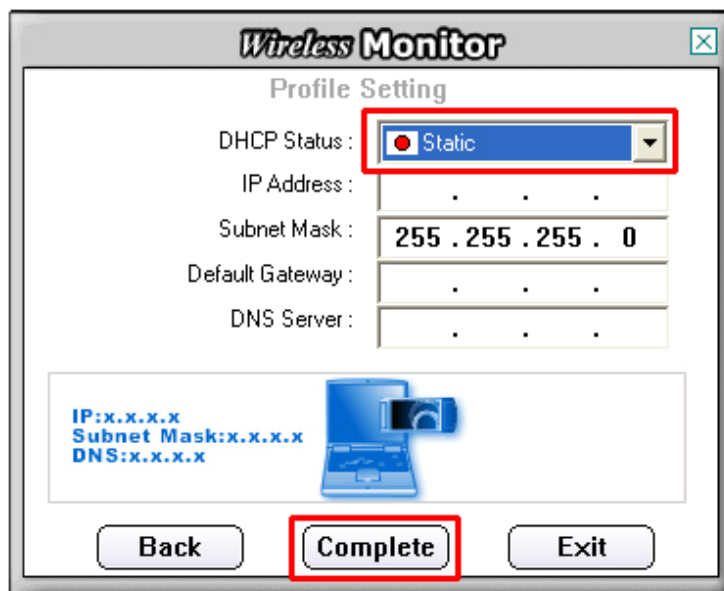 Wireless Monitor
Profile Setting
DHCP Status : Static
IP Address : . . .
Subnet Mask : 255 . 255 . 255 . 0
Default Gateway : . . .
DNS Server : . . .
IP:x.x.x.x
Subnet Mask:x.x.x.x
DNS:x.x.x.x
Back Complete Exit